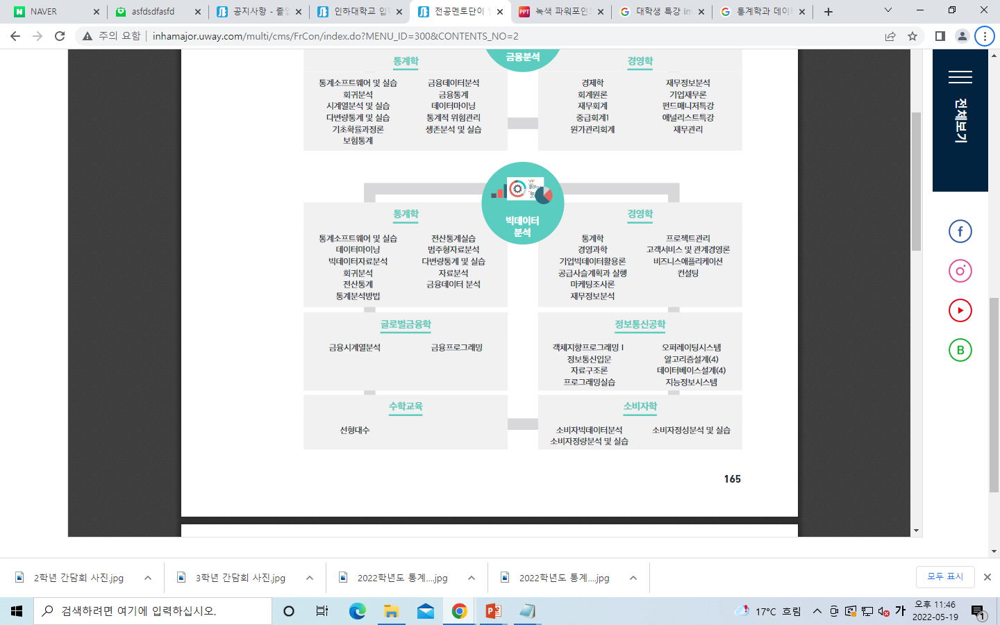 NAVER
asfdsdfasfd
공지사항 - 졸업
인하대학교 입
전공멘토단이
녹색 파워포인트
대학생 특강 im
통계학과 데이
주의 요함
inhamajor.uway.com/multi/cms/FrCon/index.do?MENU_ID=300&CONTENTS_NO=2
금융분석
통계학
통계소프트웨어 및 실습
회귀분석
시계열분석 및 실습
다변량통계 및 실습
기초확률과정론
보험통계
금융데이터분석
금융통계
데이터마이닝
통계적 위험관리
생존분석 및 실습
경영학
경제학
회계원론
재무회계
중급회계1
원가관리회계
재무정보분석
기업재무론
펀드매니저특강
애널리스트특강
재무관리
빅데이터
분석
통계학
통계소프트웨어 및 실습
데이터마이닝
빅데이터자료분석
회귀분석
전산통계
통계분석방법
전산통계실습
범주형자료분석
다변량통계 및 실습
자료분석
금융데이터 분석
경영학
통계학
경영과학
기업빅데이터활용론
공급사슬계획과 실행
마케팅조사론
재무정보분석
프로젝트관리
고객서비스 및 관계경영론
비즈니스애플리케이션
컨설팅
글로벌금융학
금융시계열분석
금융프로그래밍
정보통신공학
객체지향프로그래밍 I
정보통신입문
자료구조론
프로그래밍실습
오퍼레이팅시스템
알고리즘설계(4)
데이터베이스설계(4)
지능정보시스템
수학교육
선형대수
소비자학
소비자빅데이터분석
소비자정량분석 및 실습
소비자정성분석 및 실습
165
전체보기
2학년 간담회 사진.jpg
3학년 간담회 사진.jpg
2022학년도 통계....jpg
2022학년도 통계....jpg
모두 표시
검색하려면 여기에 입력하십시오.
17°C 흐림
가
오후 11:46
2022-05-19
1